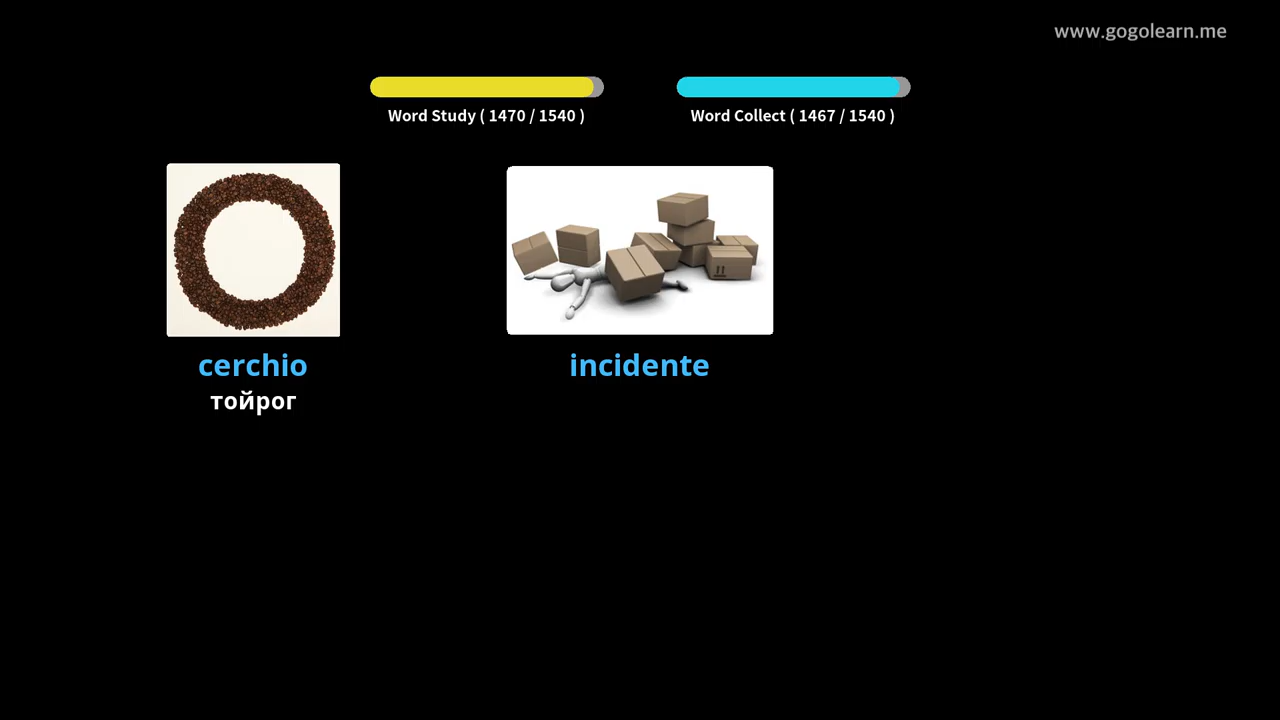 www.gogolearn.me
Word Study ( 1470 / 1540 )
Word Collect ( 1467 / 1540 )
cerchio
тойрог
incidente